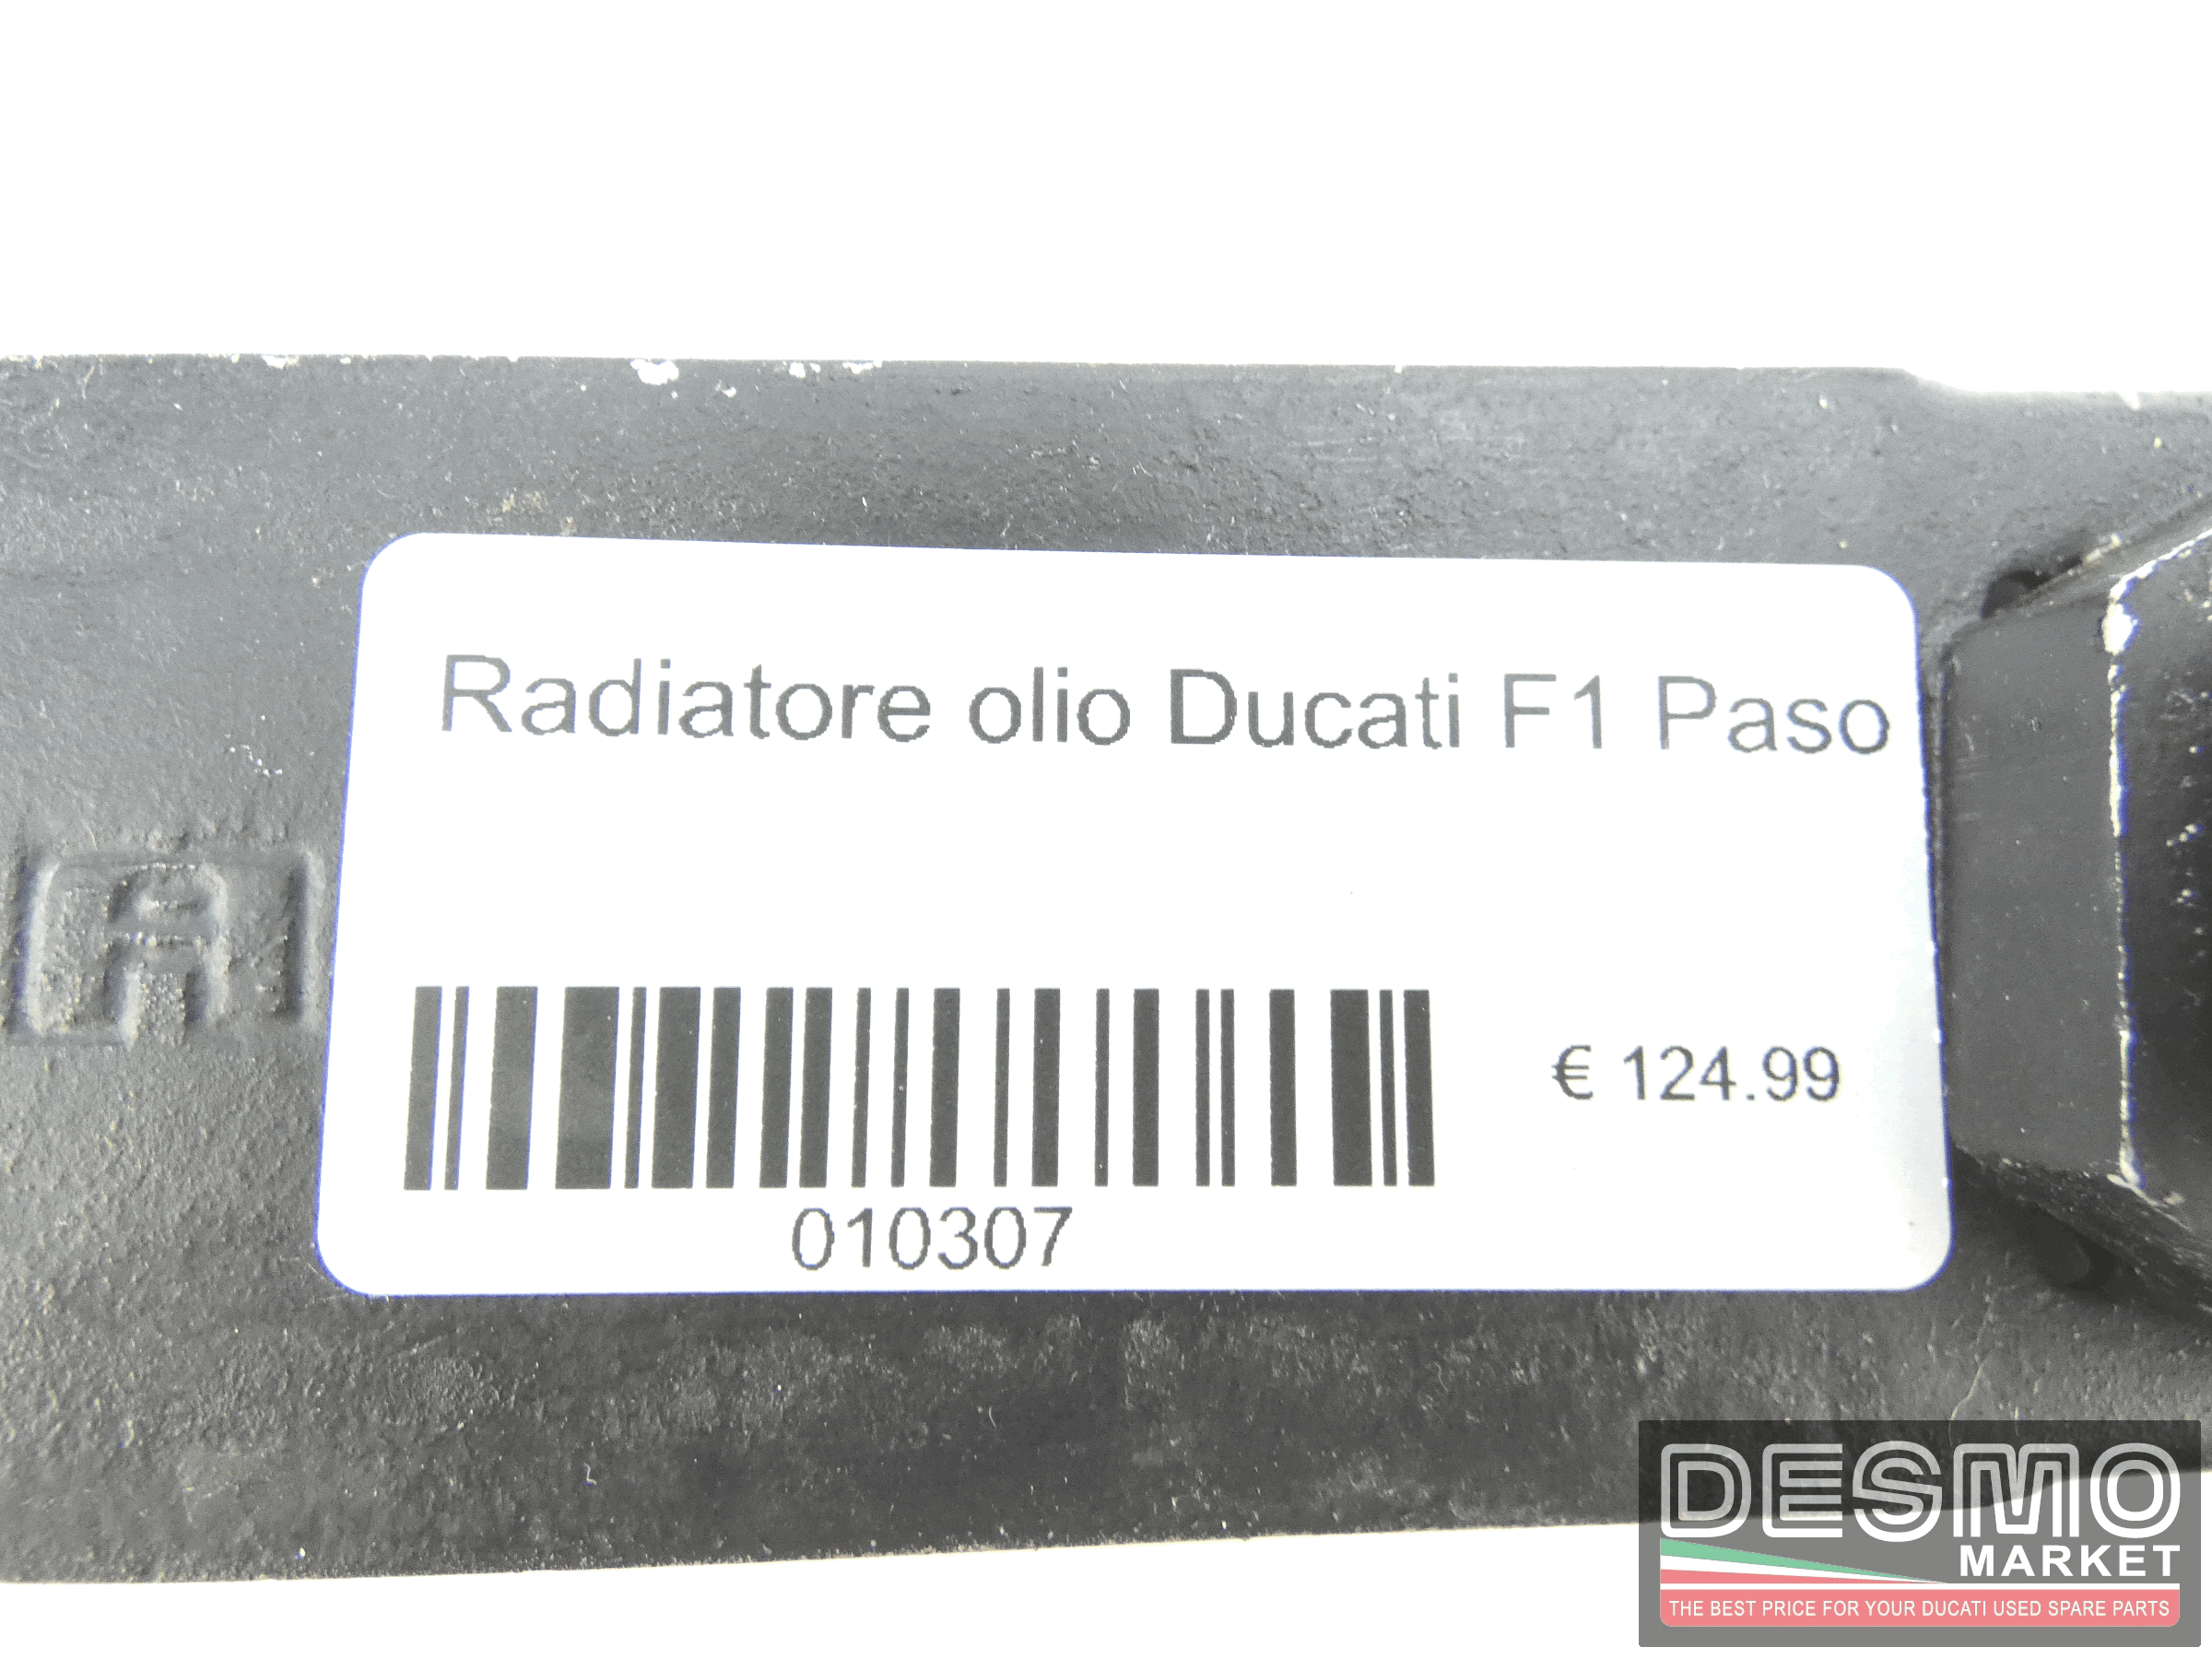 Radiatore olio Ducati F1 Paso
A
€ 124.99
010307
DESMO
MARKET
THE BEST PRICE FOR YOUR DUCATI USED SPARE PARTS